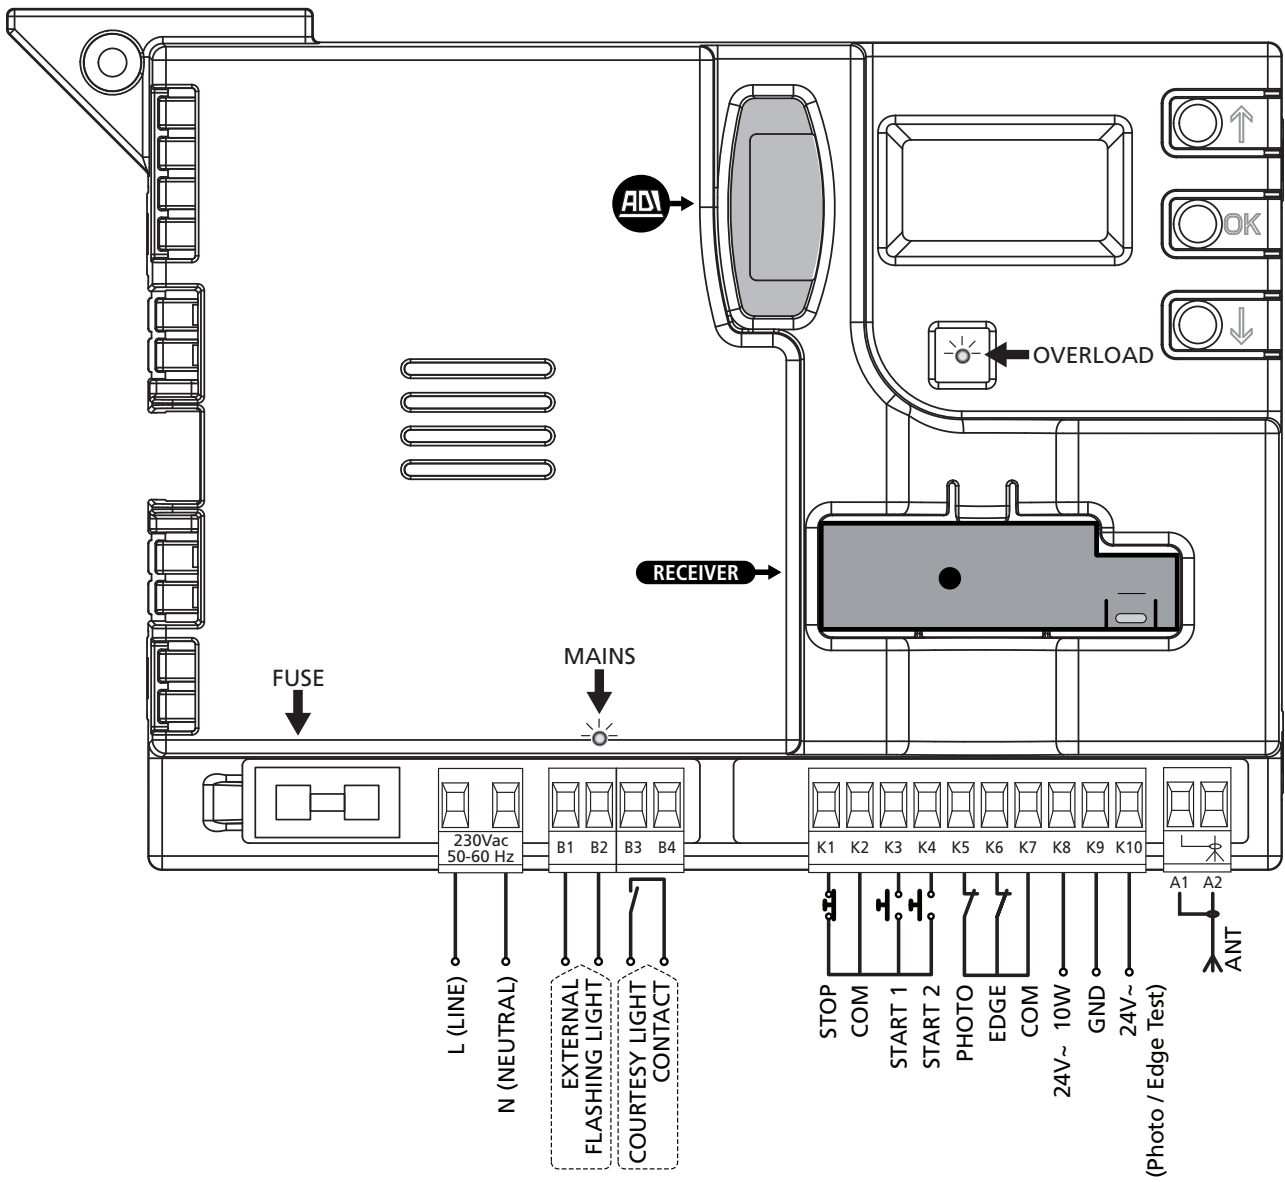 ADI
OK
OVERLOAD
RECEIVER
FUSE
MAINS
230Vac
50-60 Hz
B1 B2 B3 B4
K1 K2 K3 K4 K5 K6 K7 K8 K9 K10
A1 A2
L (LINE)
N (NEUTRAL)
EXTERNAL
FLASHING LIGHT
COURTESY LIGHT
CONTACT
STOP
COM
START 1
START 2
PHOTO
EDGE
COM
24V~ 10W
GND
24V~
(Photo / Edge Test)
ANT